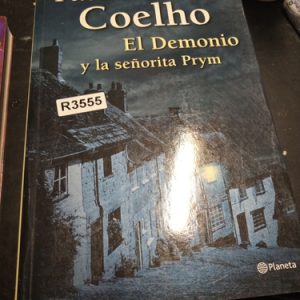 Coelho
El Demonio
y la señorita Prym
R3555
Planeta